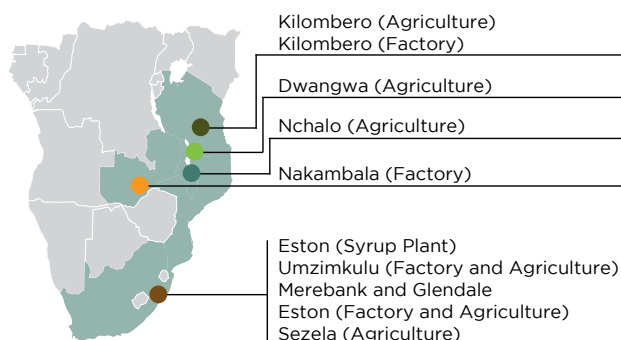 Kilombero (Agriculture)
Kilombero (Factory)
Dwangwa (Agriculture)
Nchalo (Agriculture)
Nakambala (Factory)
Eston (Syrup Plant)
Umzimkulu (Factory and Agriculture)
Merebank and Glendale
Eston (Factory and Agriculture)
Sezela (Agriculture)